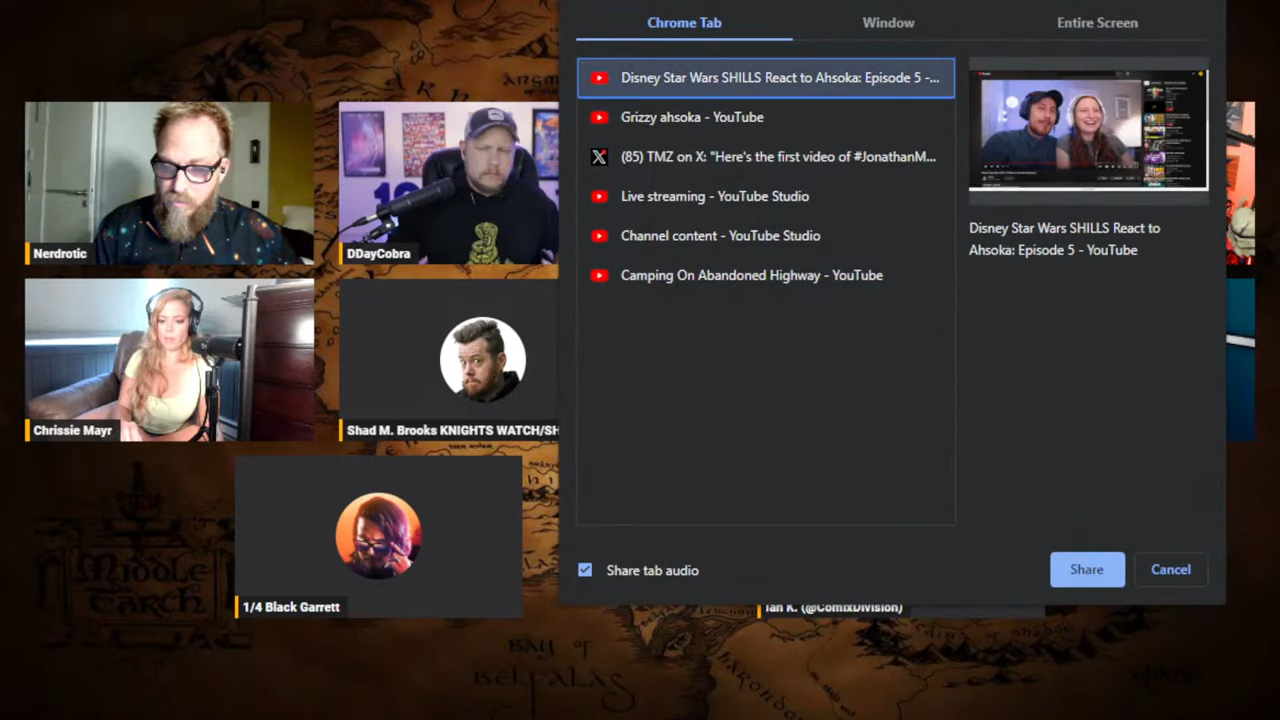 Chrome Tab
Window
Entire Screen
Disney Star Wars SHILLS React to Ahsoka: Episode 5 -...
Grizzy ahsoka - YouTube
(85) TMZ on X: "Here's the first video of #JonathanM...
Live streaming - YouTube Studio
Channel content - YouTube Studio
Camping On Abandoned Highway - YouTube
Disney Star Wars SHILLS React to
Ahsoka: Episode 5 - YouTube
Share tab audio
Share
Cancel
Nerdrotic
DDayCobra
Chrissie Mayr
Shad M. Brooks KNIGHTS WATCH/SH
1/4 Black Garrett
Ian K. (@ComixDivision)
MIDDLE
EARTH
BAY OF
BELFALAS